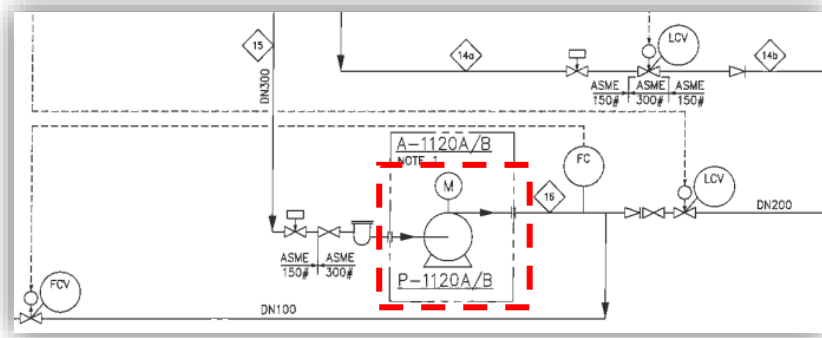 15
DN300
14a
LCV
14b
ASME ASME ASME
150# 300# 150#
A-1120A/B
NOTE 1
M
16
FC
LCV
DN200
ASME ASME
150# 300#
P-1120A/B
FCV
DN100